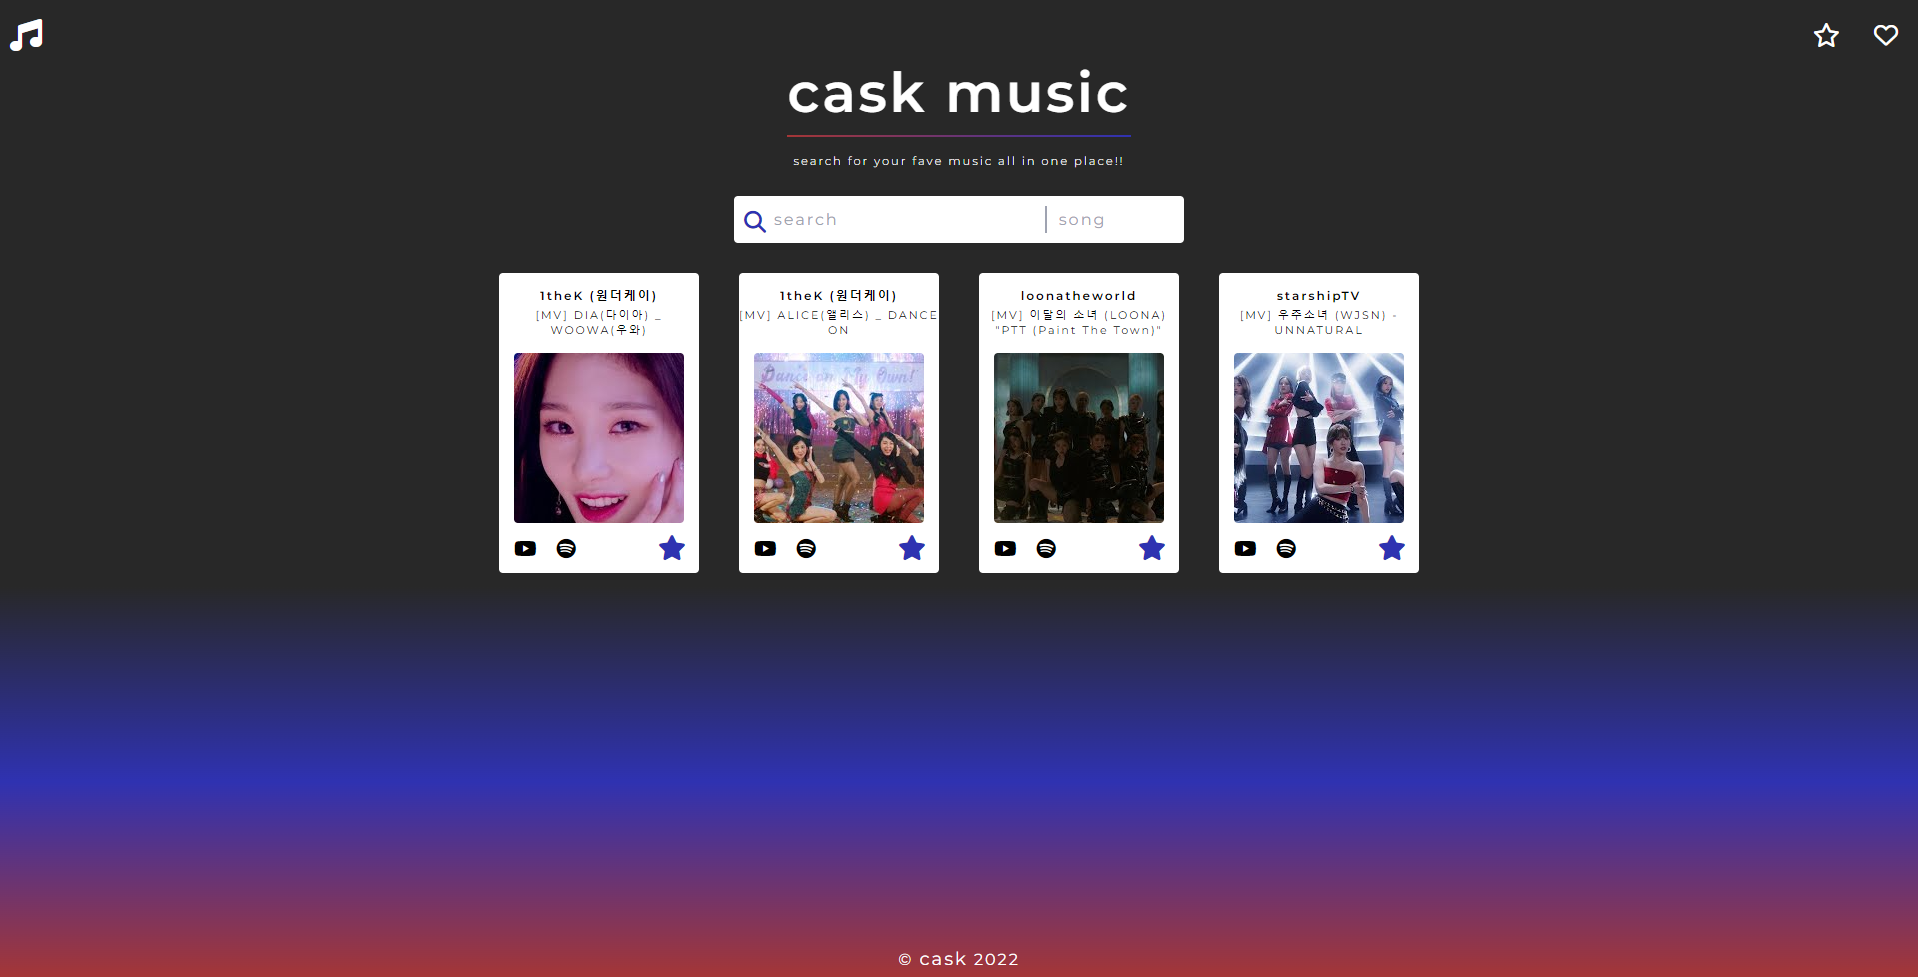 cask music
search for your fave music all in one place!!
search
song
1theK (원더케이)
[MV] DIA(다이아) _
WOOWA(우와)
1theK (원더케이)
[MV] ALICE(앨리스) _ DANCE
ON
Dance on My Own!
loonatheworld
[MV] 이달의 소녀 (LOONA)
"PTT (Paint The Town)"
starshipTV
[MV] 우주소녀 (WJSN) -
UNNATURAL
© cask 2022